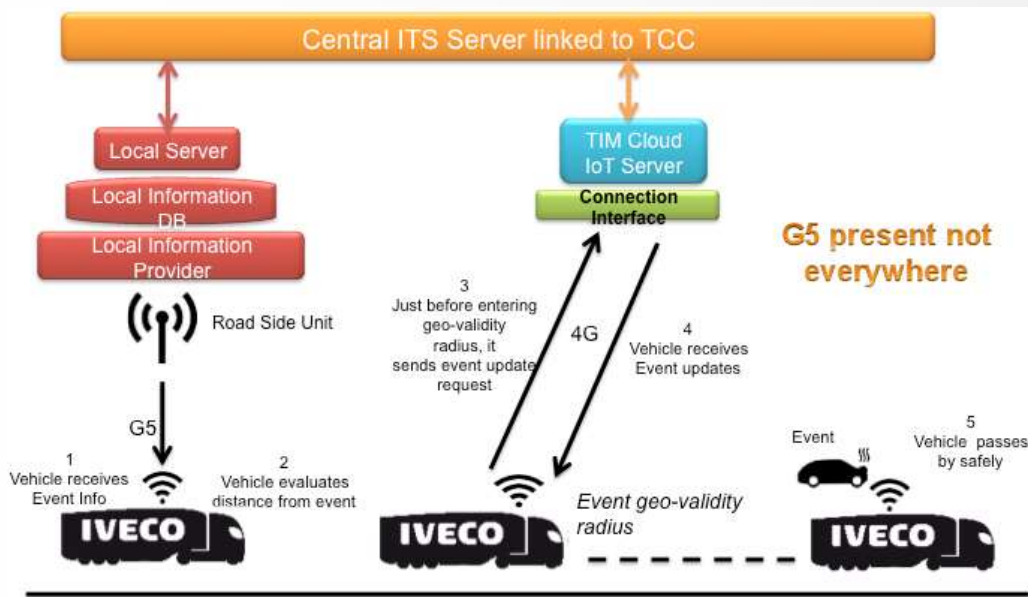 Central ITS Server linked to TCC
Local Server
Local Information
DB
Local Information
Provider
Road Side Unit
G5
1
Vehicle receives
Event Info
2
Vehicle evaluates
distance from event
IVECO
TIM Cloud
IoT Server
Connection
Interface
3
Just before entering
geo-validity
radius, it
sends event update
request
4G
4
Vehicle receives
Event updates
IVECO
Event geo-validity
radius
G5 present not
everywhere
Event
5
Vehicle passes
by safely
IVECO